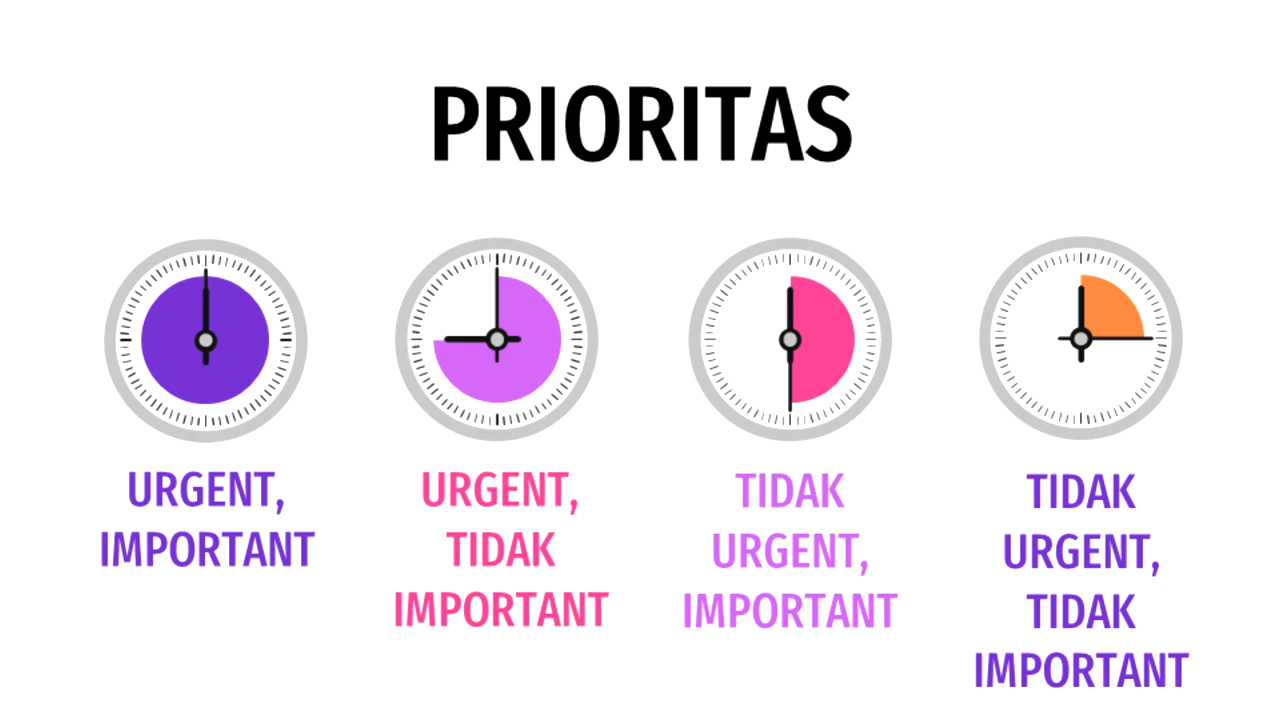 PRIORITAS
URGENT,
IMPORTANT
URGENT,
TIDAK
IMPORTANT
TIDAK
URGENT,
IMPORTANT
TIDAK
URGENT,
TIDAK
IMPORTANT